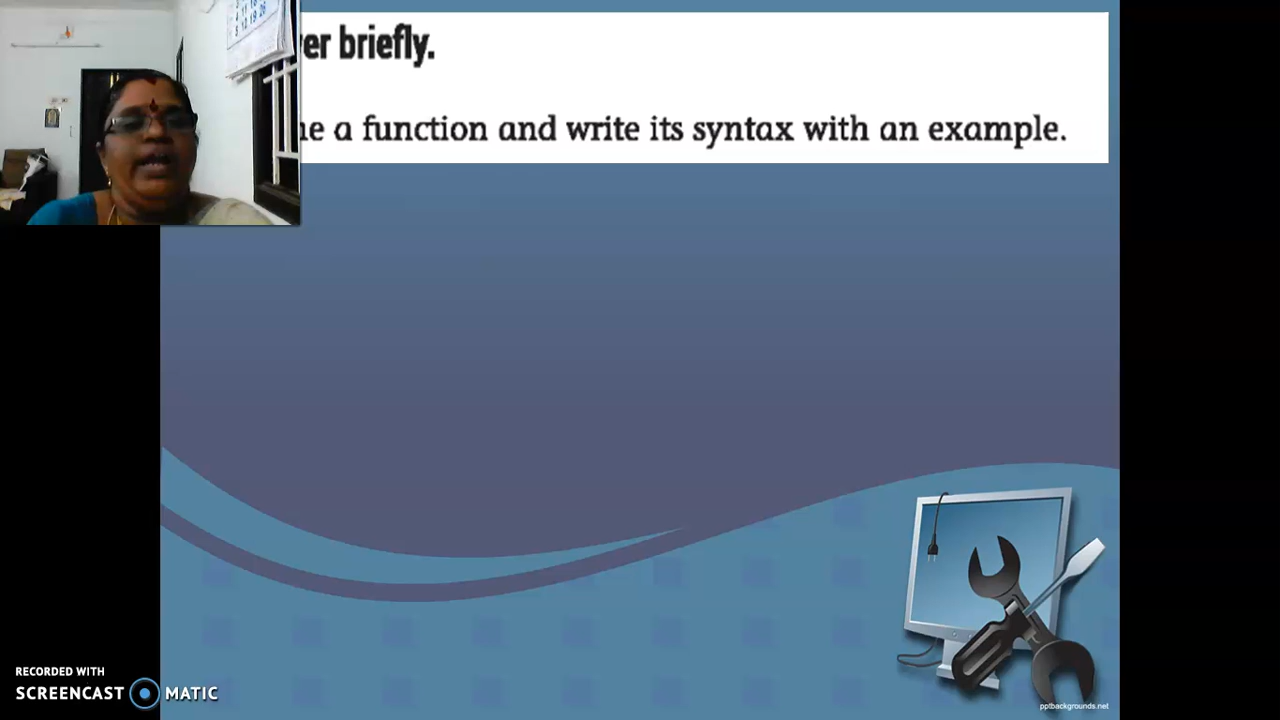 er briefly.
e a function and write its syntax with an example.
RECORDED WITH
SCREENCAST MATIC
pptbackgrounds.net